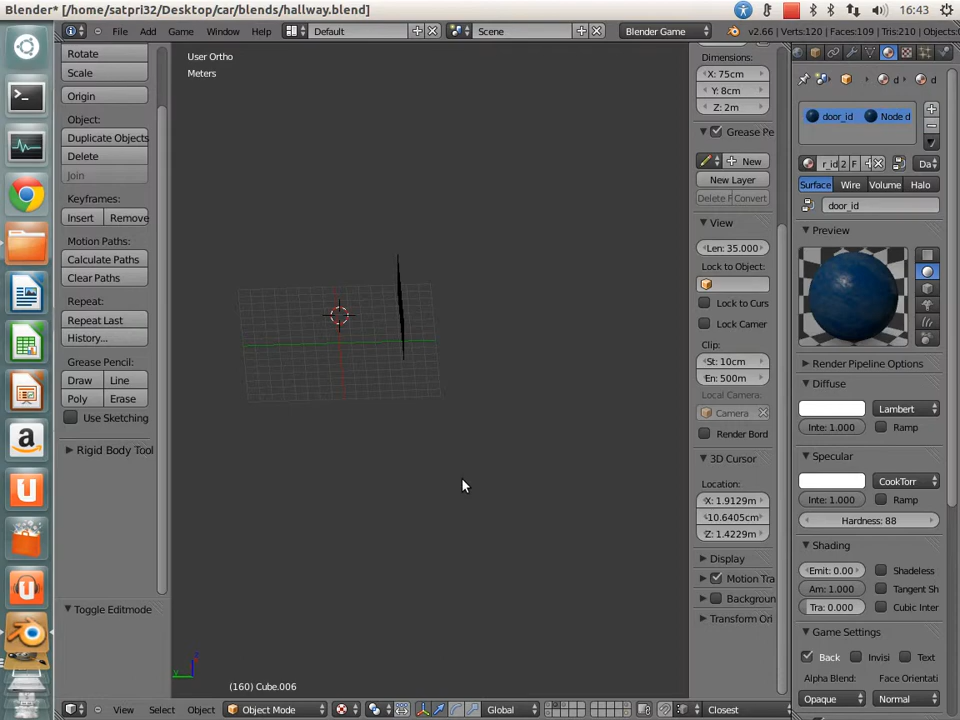 Blender* [/home/satpri32/Desktop/car/blends/hallway.blend]
16:43
File Add Game Window Help
Default
Scene
Blender Game
v2.66 | Verts:120 | Faces:109 | Tris:210 | Objects:
Rotate
Scale
Origin
Object:
Duplicate Objects
Delete
Join
Keyframes:
Insert Remove
Motion Paths:
Calculate Paths
Clear Paths
Repeat:
Repeat Last
History...
Grease Pencil:
Draw Line
Poly Erase
Use Sketching
Rigid Body Tool
Toggle Editmode
User Ortho
Meters
(160) Cube.006
View Select Object
Object Mode
Global
Closest
Dimensions:
X: 75cm
Y: 8cm
Z: 2m
Grease Pe
New
New Layer
Delete F Convert
View
Len: 35.000
Lock to Object:
Lock to Curs
Lock Camer
Clip:
St: 10cm
En: 500m
Local Camera:
Camera
Render Bord
3D Cursor
Location:
X: 1.9129m
10.6405cm
Z: 1.4229m
Display
Motion Tra
Backgroun
Transform Ori
d
d
door_id
Node d
r_id 2 F
Da
Surface Wire Volume Halo
door_id
Preview
Render Pipeline Options
Diffuse
Lambert
Inte: 1.000 Ramp
Specular
CookTorr
Inte: 1.000 Ramp
Hardness: 88
Shading
Emit: 0.00 Shadeless
Am: 1.000 Tangent Sh
Tra: 0.000 Cubic Inter
Game Settings
Back Invisi Text
Alpha Blend: Face Orientati
Opaque Normal